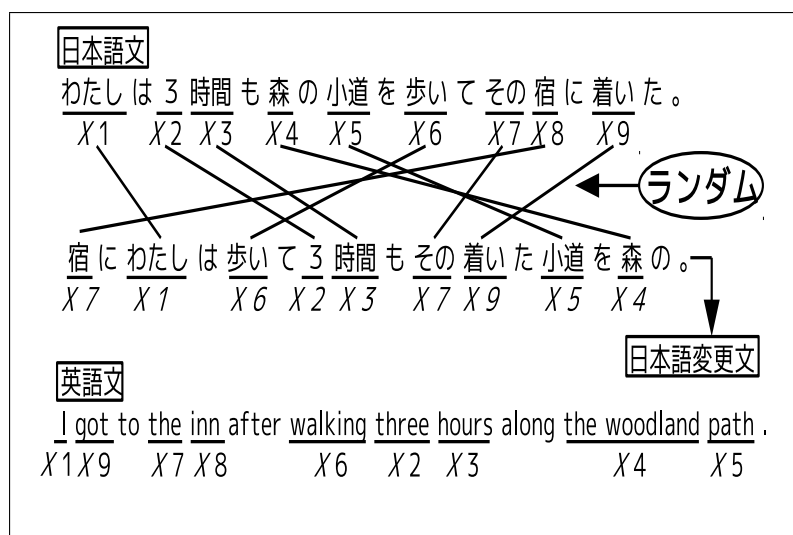 日本語文
わたし は 3 時間 も 森 の 小道 を 歩い て その 宿 に 着い た 。
X1 X2 X3 X4 X5 X6 X7 X8 X9
ランダム
宿 に わたし は 歩い て 3 時間 も その 着い た 小道 を 森 の 。
X7 X1 X6 X2 X3 X7 X9 X5 X4
日本語変更文
英語文
I got to the inn after walking three hours along the woodland path .
X1 X9 X7 X8 X6 X2 X3 X4 X5